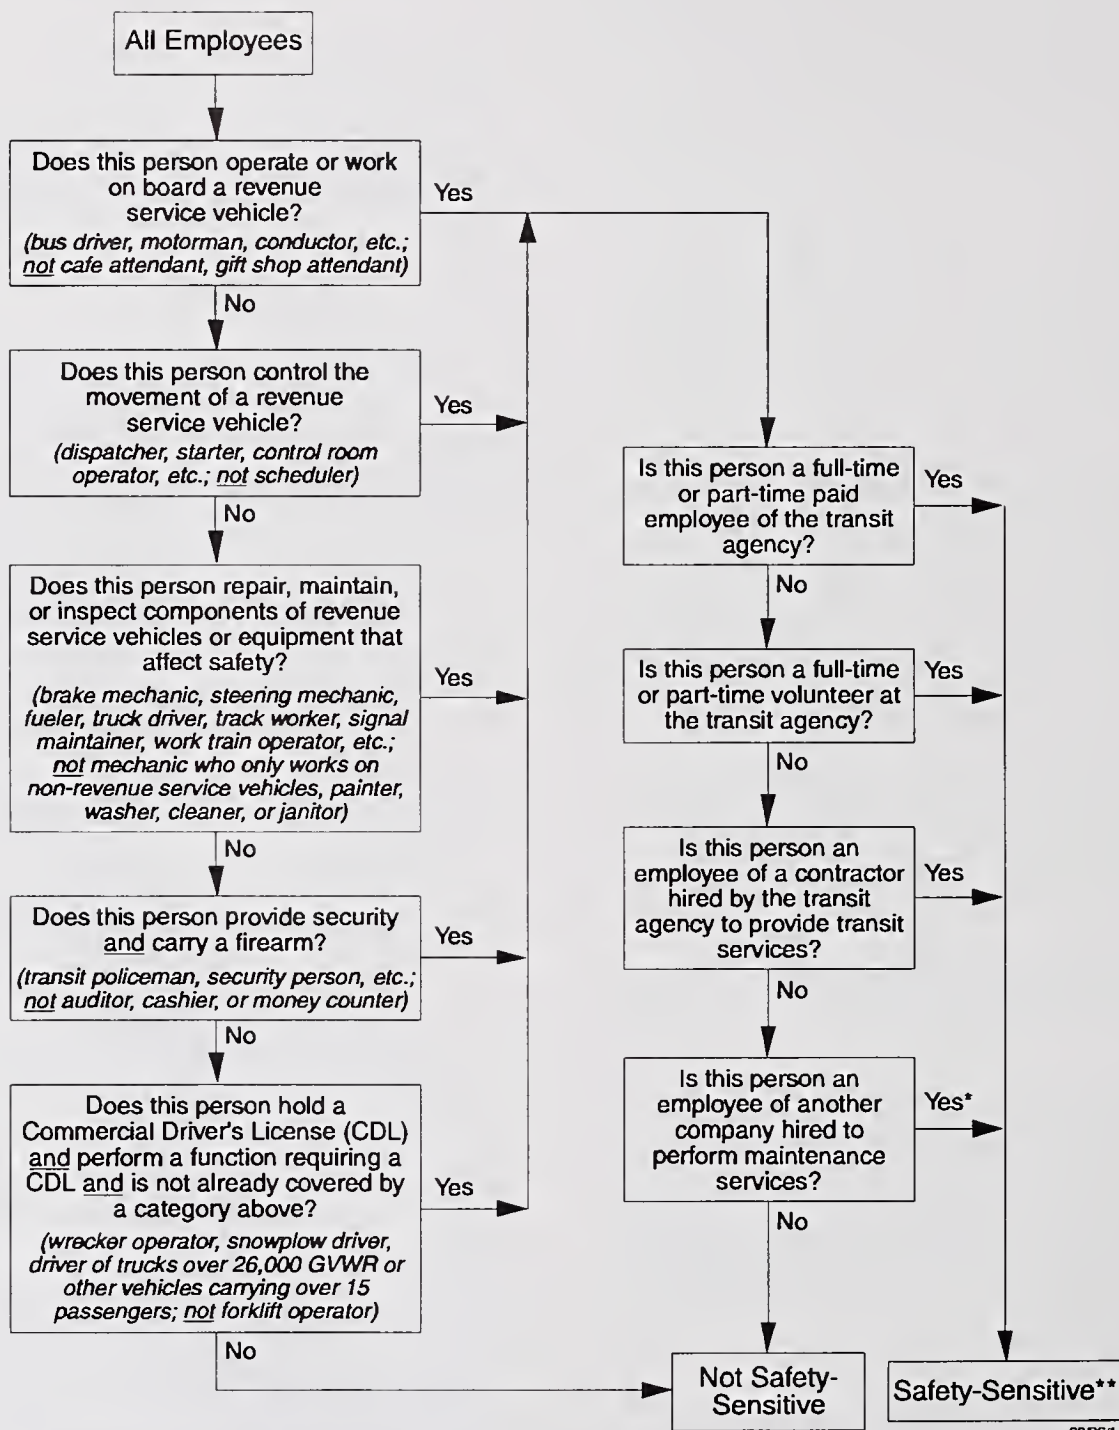 All Employees
Does this person operate or work
on board a revenue
service vehicle?
(bus driver, motorman, conductor, etc.;
not cafe attendant, gift shop attendant)
Yes
No
Does this person control the
movement of a revenue
service vehicle?
(dispatcher, starter, control room
operator, etc.; not scheduler)
Yes
No
Does this person repair, maintain,
or inspect components of revenue
service vehicles or equipment that
affect safety?
(brake mechanic, steering mechanic,
fueler, truck driver, track worker, signal
maintainer, work train operator, etc.;
not mechanic who only works on
non-revenue service vehicles, painter,
washer, cleaner, or janitor)
Yes
No
Does this person provide security
and carry a firearm?
(transit policeman, security person, etc.;
not auditor, cashier, or money counter)
Yes
No
Does this person hold a
Commercial Driver's License (CDL)
and perform a function requiring a
CDL and is not already covered by
a category above?
(wrecker operator, snowplow driver,
driver of trucks over 26,000 GVWR or
other vehicles carrying over 15
passengers; not forklift operator)
Yes
No
Is this person a full-time
or part-time paid
employee of the transit
agency?
Yes
No
Is this person a full-time
or part-time volunteer at
the transit agency?
Yes
No
Is this person an
employee of a contractor
hired by the transit
agency to provide transit
services?
Yes
No
Is this person an
employee of another
company hired to
perform maintenance
services?
Yes*
No
Not Safety-
Sensitive
Safety-Sensitive**